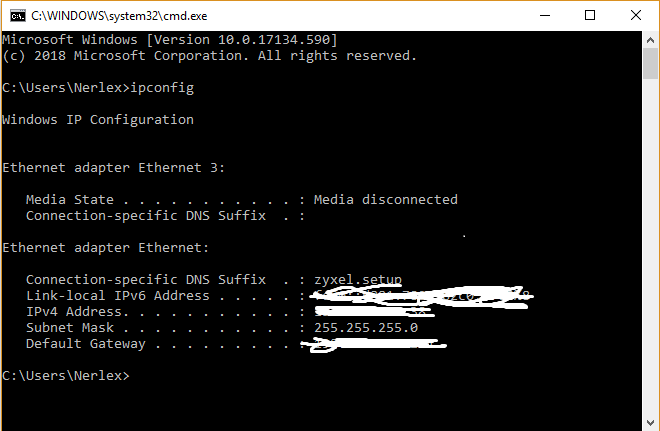 C:\WINDOWS\system32\cmd.exe
Microsoft Windows [Version 10.0.17134.590]
(c) 2018 Microsoft Corporation. All rights reserved.
C:\Users\Nerlex>ipconfig
Windows IP Configuration
Ethernet adapter Ethernet 3:
Media State . . . . . . . . . . . : Media disconnected
Connection-specific DNS Suffix  . :
Ethernet adapter Ethernet:
Connection-specific DNS Suffix  . : zyxel.setup
Link-local IPv6 Address . . . . . :
IPv4 Address. . . . . . . . . . . :
Subnet Mask . . . . . . . . . . . : 255.255.255.0
Default Gateway . . . . . . . . . :
C:\Users\Nerlex>